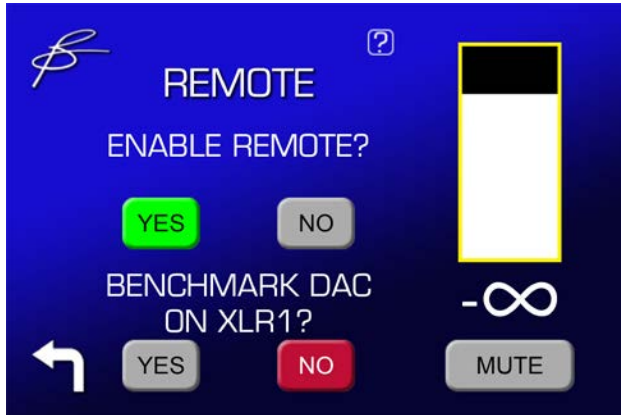 ?
REMOTE
ENABLE REMOTE?
YES NO
BENCHMARK DAC
ON XLR1?
-∞
YES NO MUTE